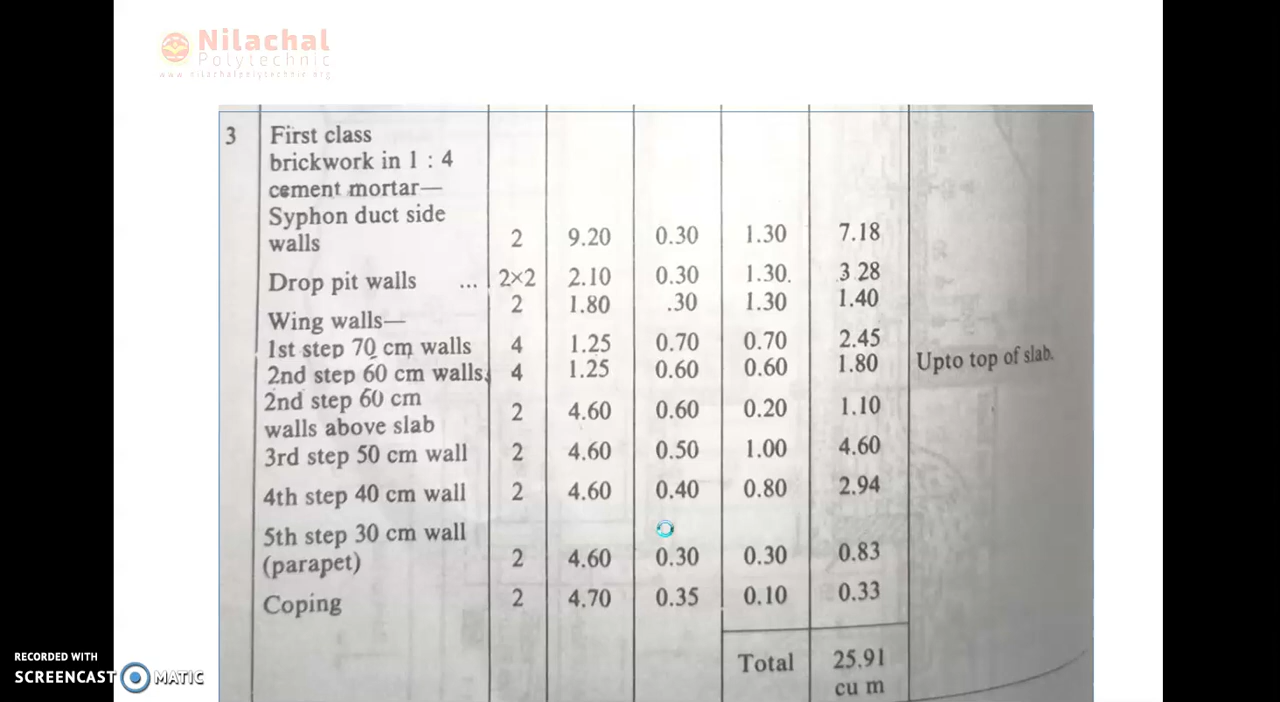 Nilachal
Polytechnic
www.nilachalpolytechnic.org
3 First class
brickwork in 1 : 4
cement mortar—
Syphon duct side
walls 2 9.20 0.30 1.30 7.18
Drop pit walls ... 2×2 2.10 0.30 1.30. 3.28
2 1.80 .30 1.30 1.40
Wing walls—
1st step 70 cm walls 4 1.25 0.70 0.70 2.45
2nd step 60 cm walls 4 1.25 0.60 0.60 1.80 Upto top of slab.
2nd step 60 cm
walls above slab 2 4.60 0.60 0.20 1.10
3rd step 50 cm wall 2 4.60 0.50 1.00 4.60
4th step 40 cm wall 2 4.60 0.40 0.80 2.94
5th step 30 cm wall
(parapet) 2 4.60 0.30 0.30 0.83
Coping 2 4.70 0.35 0.10 0.33
Total 25.91
cu m
RECORDED WITH
SCREENCAST MATIC